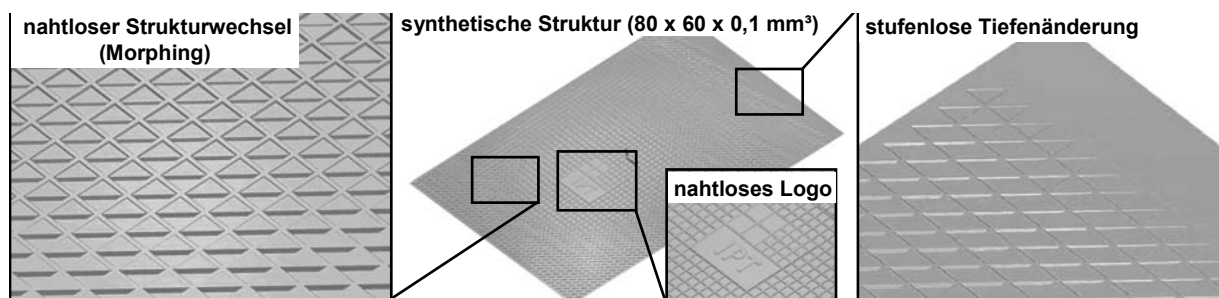 nahtloser Strukturwechsel
(Morphing)
synthetische Struktur (80 x 60 x 0,1 mm³)
stufenlose Tiefenänderung
nahtloses Logo
IPT